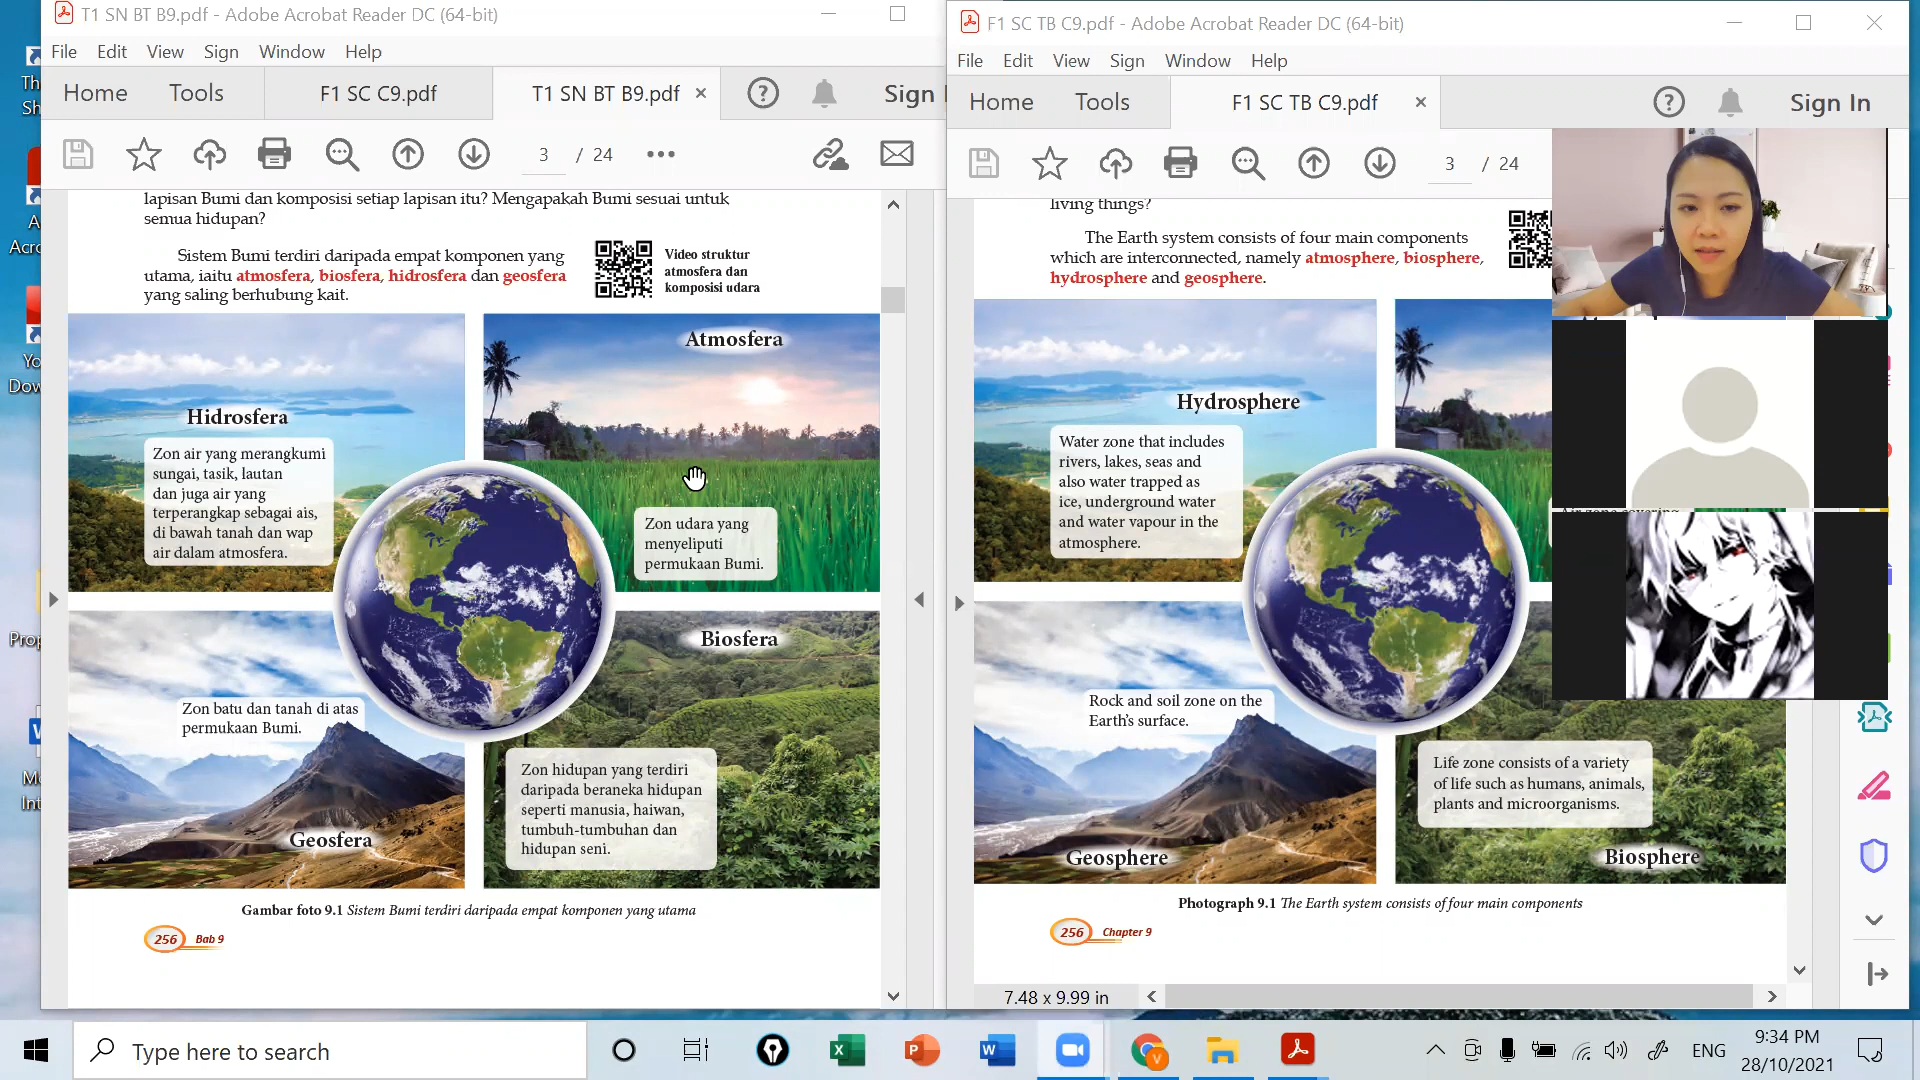 T1 SN BT B9.pdf - Adobe Acrobat Reader DC (64-bit)
File Edit View Sign Window Help
Home Tools F1 SC C9.pdf T1 SN BT B9.pdf × ? Sign
3 / 24
lapisan Bumi dan komposisi setiap lapisan itu? Mengapakah Bumi sesuai untuk
semua hidupan?
Sistem Bumi terdiri daripada empat komponen yang
utama, iaitu atmosfera, biosfera, hidrosfera dan geosfera
yang saling berhubung kait.
Video struktur
atmosfera dan
komposisi udara
Hidrosfera
Zon air yang merangkumi
sungai, tasik, lautan
dan juga air yang
terperangkap sebagai ais,
di bawah tanah dan wap
air dalam atmosfera.
Atmosfera
Zon udara yang
menyeliputi
permukaan Bumi.
Zon batu dan tanah di atas
permukaan Bumi.
Geosfera
Biosfera
Zon hidupan yang terdiri
daripada beraneka hidupan
seperti manusia, haiwan,
tumbuh-tumbuhan dan
hidupan seni.
Gambar foto 9.1 Sistem Bumi terdiri daripada empat komponen yang utama
256 Bab 9
F1 SC TB C9.pdf - Adobe Acrobat Reader DC (64-bit)
File Edit View Sign Window Help
Home Tools F1 SC TB C9.pdf × ? Sign In
3 / 24
living things?
The Earth system consists of four main components
which are interconnected, namely atmosphere, biosphere,
hydrosphere and geosphere.
Hydrosphere
Water zone that includes
rivers, lakes, seas and
also water trapped as
ice, underground water
and water vapour in the
atmosphere.
Rock and soil zone on the
Earth's surface.
Geosphere
Life zone consists of a variety
of life such as humans, animals,
plants and microorganisms.
Biosphere
Photograph 9.1 The Earth system consists of four main components
256 Chapter 9
7.48 x 9.99 in
Type here to search
ENG
9:34 PM
28/10/2021